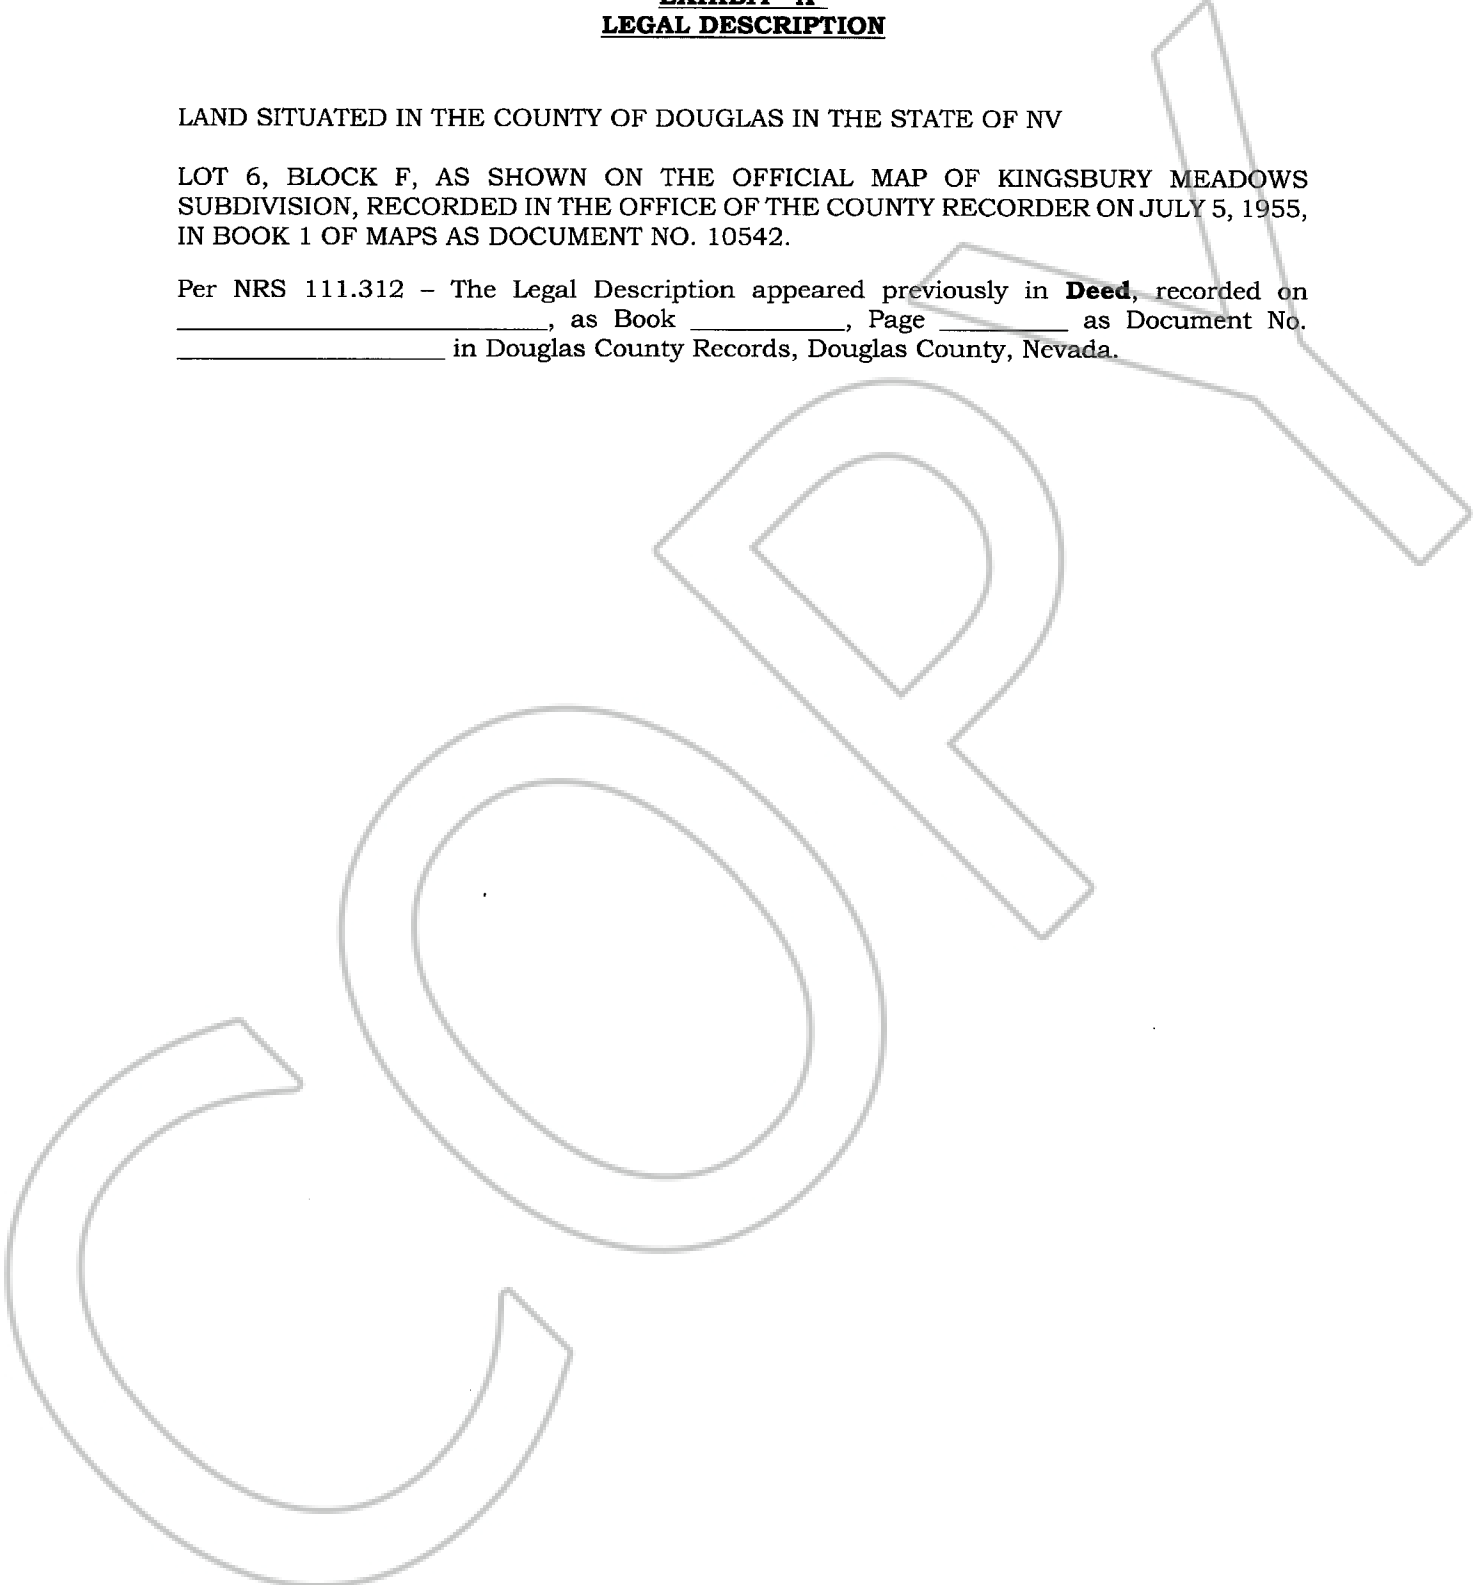 EXHIBIT "A"
LEGAL DESCRIPTION
LAND SITUATED IN THE COUNTY OF DOUGLAS IN THE STATE OF NV
LOT 6, BLOCK F, AS SHOWN ON THE OFFICIAL MAP OF KINGSBURY MEADOWS
SUBDIVISION, RECORDED IN THE OFFICE OF THE COUNTY RECORDER ON JULY 5, 1955,
IN BOOK 1 OF MAPS AS DOCUMENT NO. 10542.
Per NRS 111.312 – The Legal Description appeared previously in Deed, recorded on
____________________________, as Book ____________, Page __________ as Document No.
____________________ in Douglas County Records, Douglas County, Nevada.
COPY